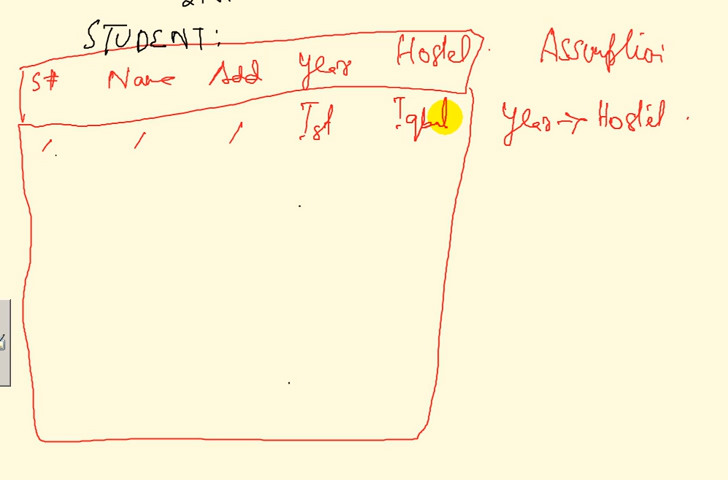 STUDENT:
S# Name Add Year Hostel
Ist Iqbal
Assumption
Year → Hostel.